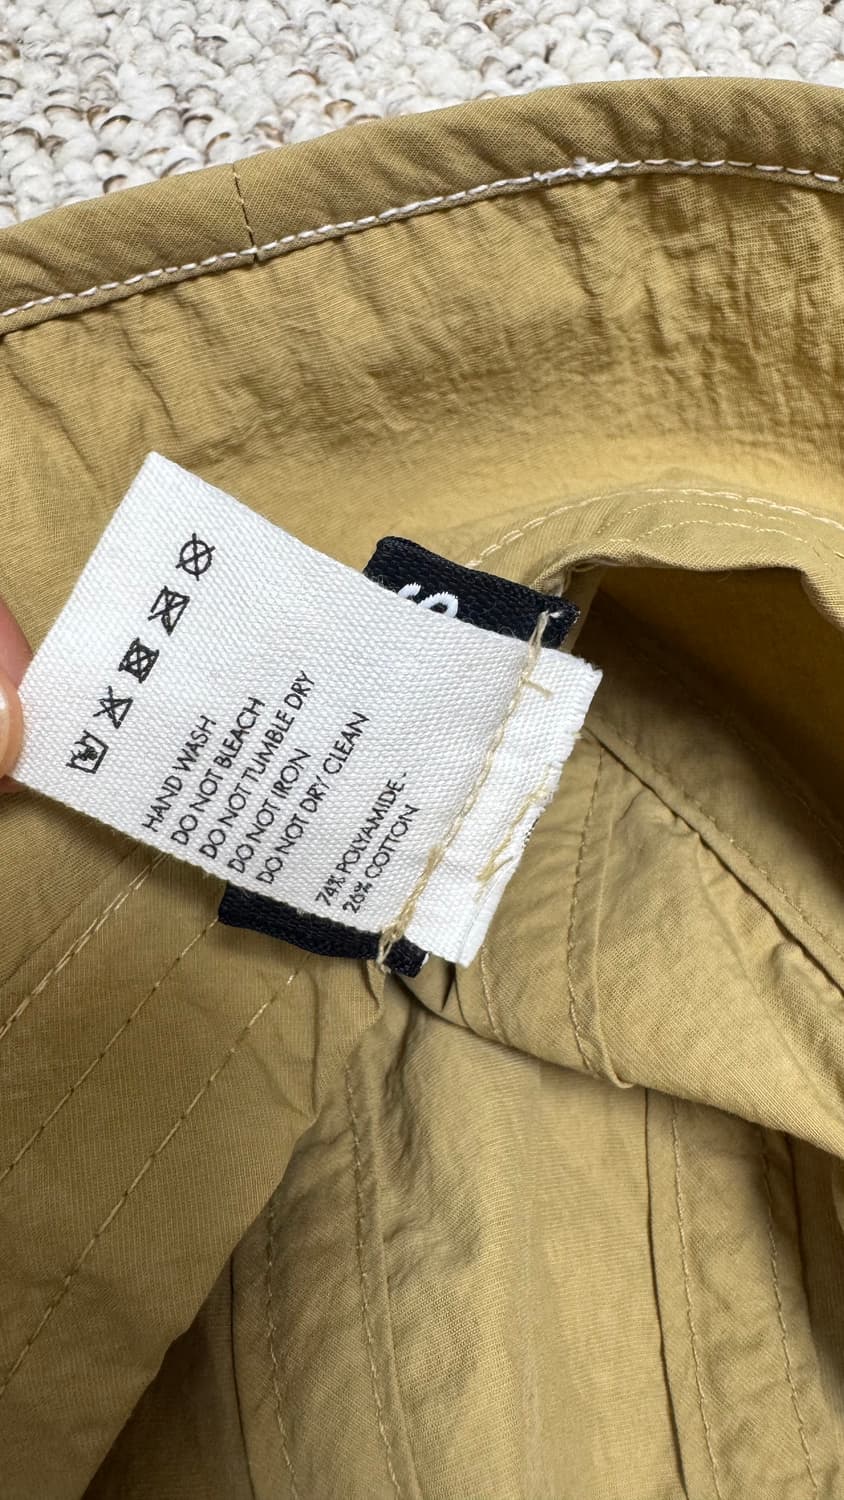 HAND WASH
DO NOT BLEACH
DO NOT TUMBLE DRY
DO NOT IRON
DO NOT DRY CLEAN
74% POLYAMIDE.
26% COTTON